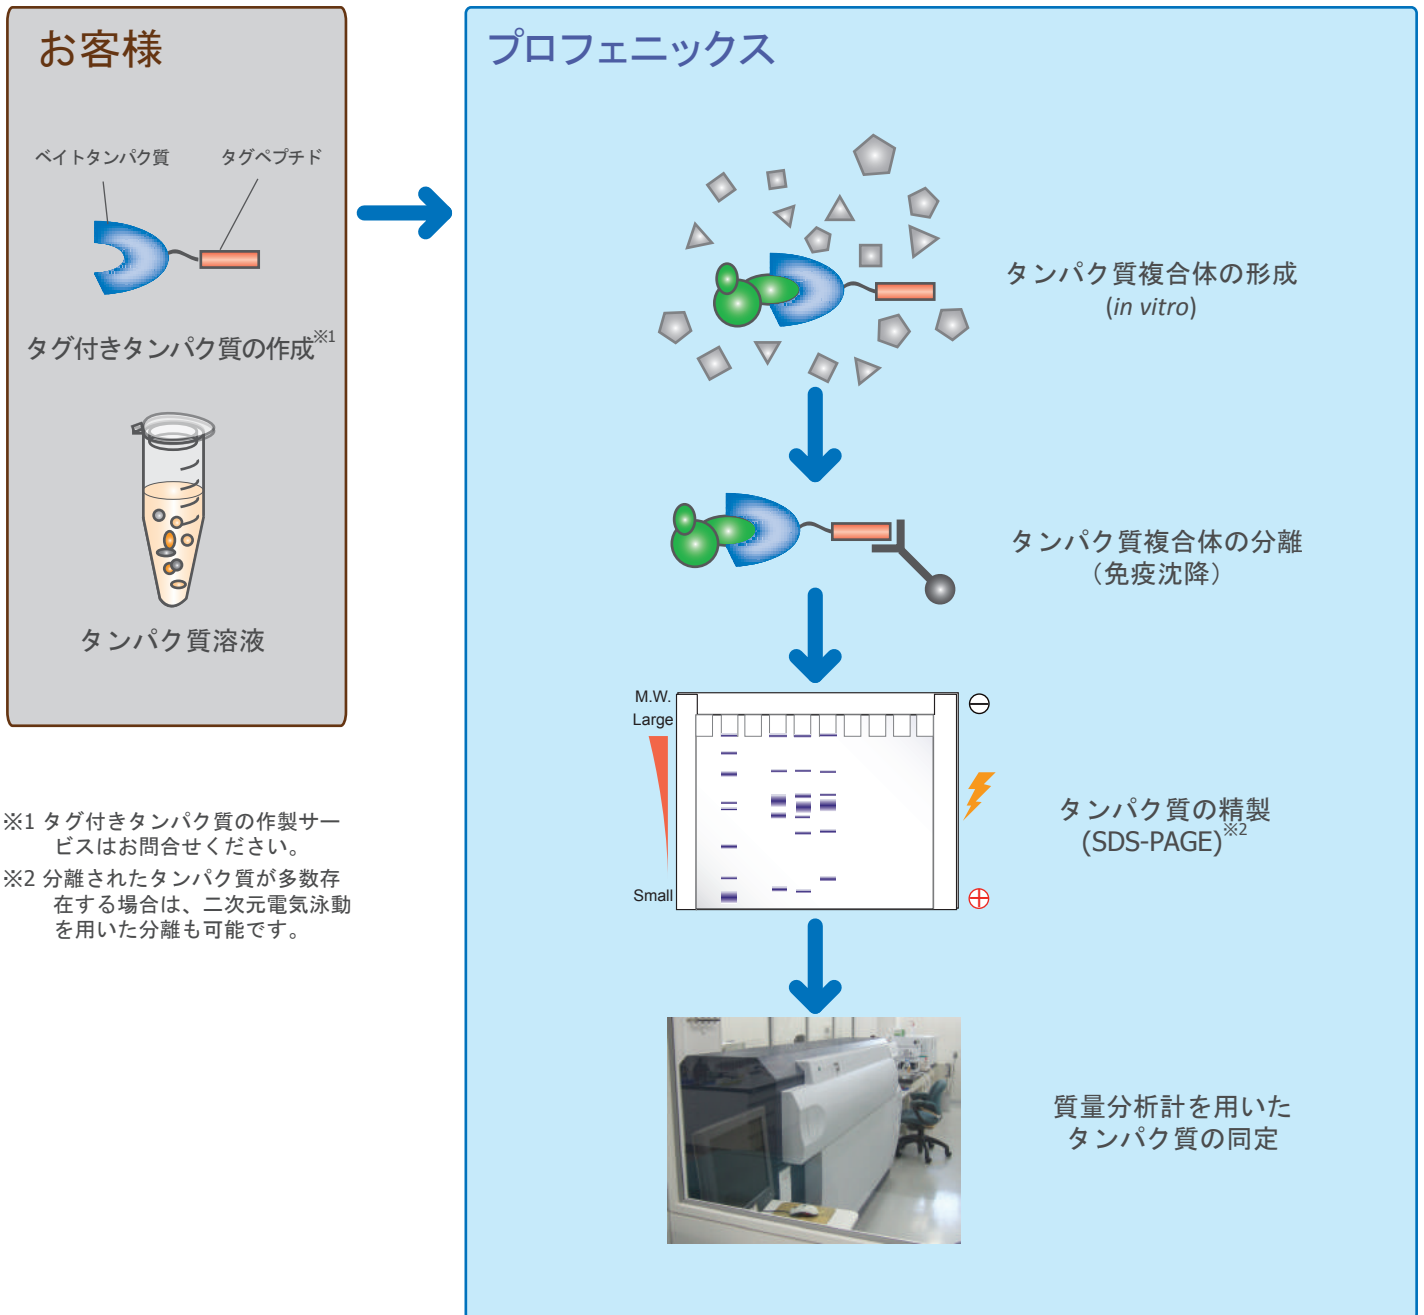 お客様
ベイトタンパク質
タグペプチド
タグ付きタンパク質の作成※1
タンパク質溶液
※1 タグ付きタンパク質の作製サー
ビスはお問合せください。
※2 分離されたタンパク質が多数存
在する場合は、二次元電気泳動
を用いた分離も可能です。
プロフェニックス
タンパク質複合体の形成
(in vitro)
タンパク質複合体の分離
（免疫沈降）
M.W.
Large
Small
タンパク質の精製
(SDS-PAGE)※2
質量分析計を用いた
タンパク質の同定